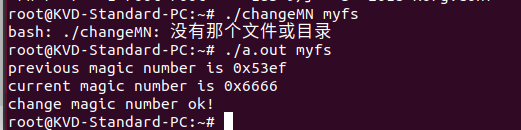 root@KVD-Standard-PC:~# ./changeMN myfs
bash: ./changeMN: 没有那个文件或目录
root@KVD-Standard-PC:~# ./a.out myfs
previous magic number is 0x53ef
current magic number is 0x6666
change magic number ok!
root@KVD-Standard-PC:~#